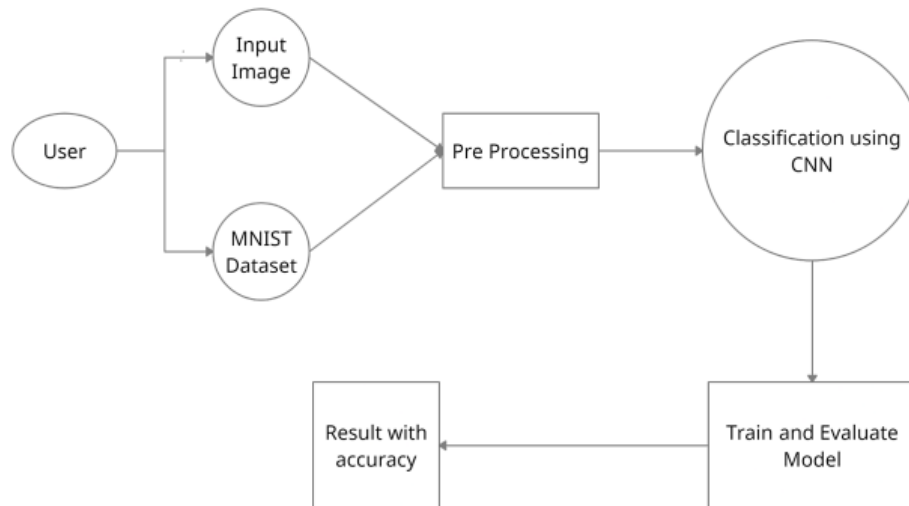 Input
Image
User
MNIST
Dataset
Pre Processing
Classification using
CNN
Train and Evaluate
Model
Result with
accuracy